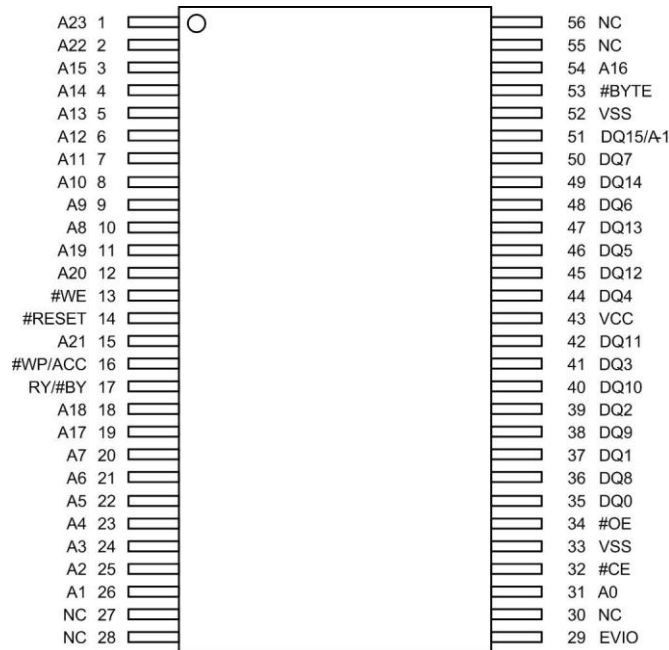 A23 1 56 NC
A22 2 55 NC
A15 3 54 A16
A14 4 53 #BYTE
A13 5 52 VSS
A12 6 51 DQ15/A-1
A11 7 50 DQ7
A10 8 49 DQ14
A9 9 48 DQ6
A8 10 47 DQ13
A19 11 46 DQ5
A20 12 45 DQ12
#WE 13 44 DQ4
#RESET 14 43 VCC
A21 15 42 DQ11
#WP/ACC 16 41 DQ3
RY/#BY 17 40 DQ10
A18 18 39 DQ2
A17 19 38 DQ9
A7 20 37 DQ1
A6 21 36 DQ8
A5 22 35 DQ0
A4 23 34 #OE
A3 24 33 VSS
A2 25 32 #CE
A1 26 31 A0
NC 27 30 NC
NC 28 29 EVIO